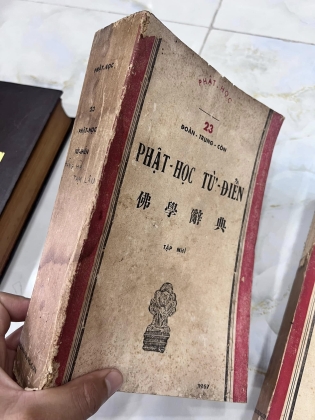 PHẬT-HỌC
23
ĐOÀN-TRUNG-CÒN
PHẬT-HỌC TỪ-ĐIỂN
佛學辭典
TẬP NHÌ
PHẬT-HỌC
23
PHẬT-HỌC
TỪ-ĐIỂN